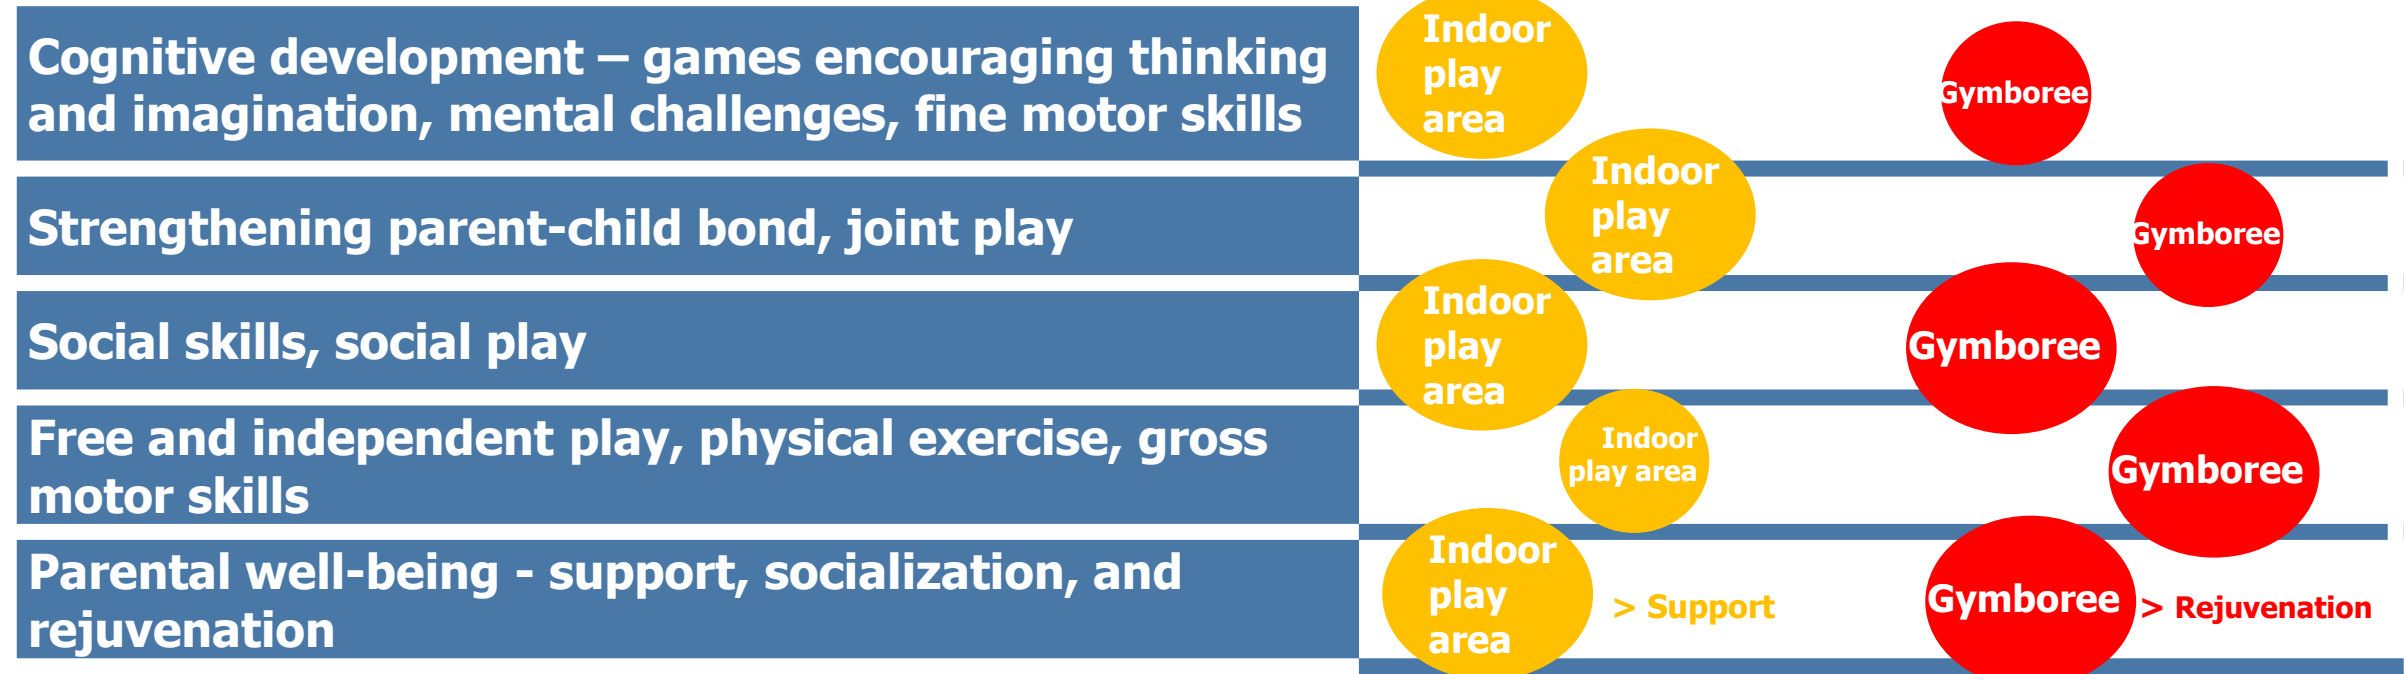 Cognitive development – games encouraging thinking
and imagination, mental challenges, fine motor skills
Indoor
play
area
Gymboree
Strengthening parent-child bond, joint play
Indoor
play
area
Gymboree
Social skills, social play
Indoor
play
area
Gymboree
Free and independent play, physical exercise, gross
motor skills
Indoor
play area
Gymboree
Parental well-being - support, socialization, and
rejuvenation
Indoor
play
area
> Support
Gymboree
> Rejuvenation